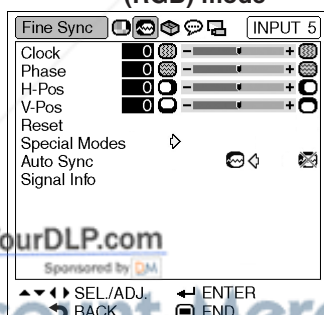 (RGB) mode
Fine Sync INPUT 5
Clock 0 - +
Phase 0 - +
H-Pos 0 - +
V-Pos 0 - +
Reset
Special Modes
Auto Sync
Signal Info
ourDLP.com
Sponsored by DM
SEL./ADJ. ENTER
BACK END